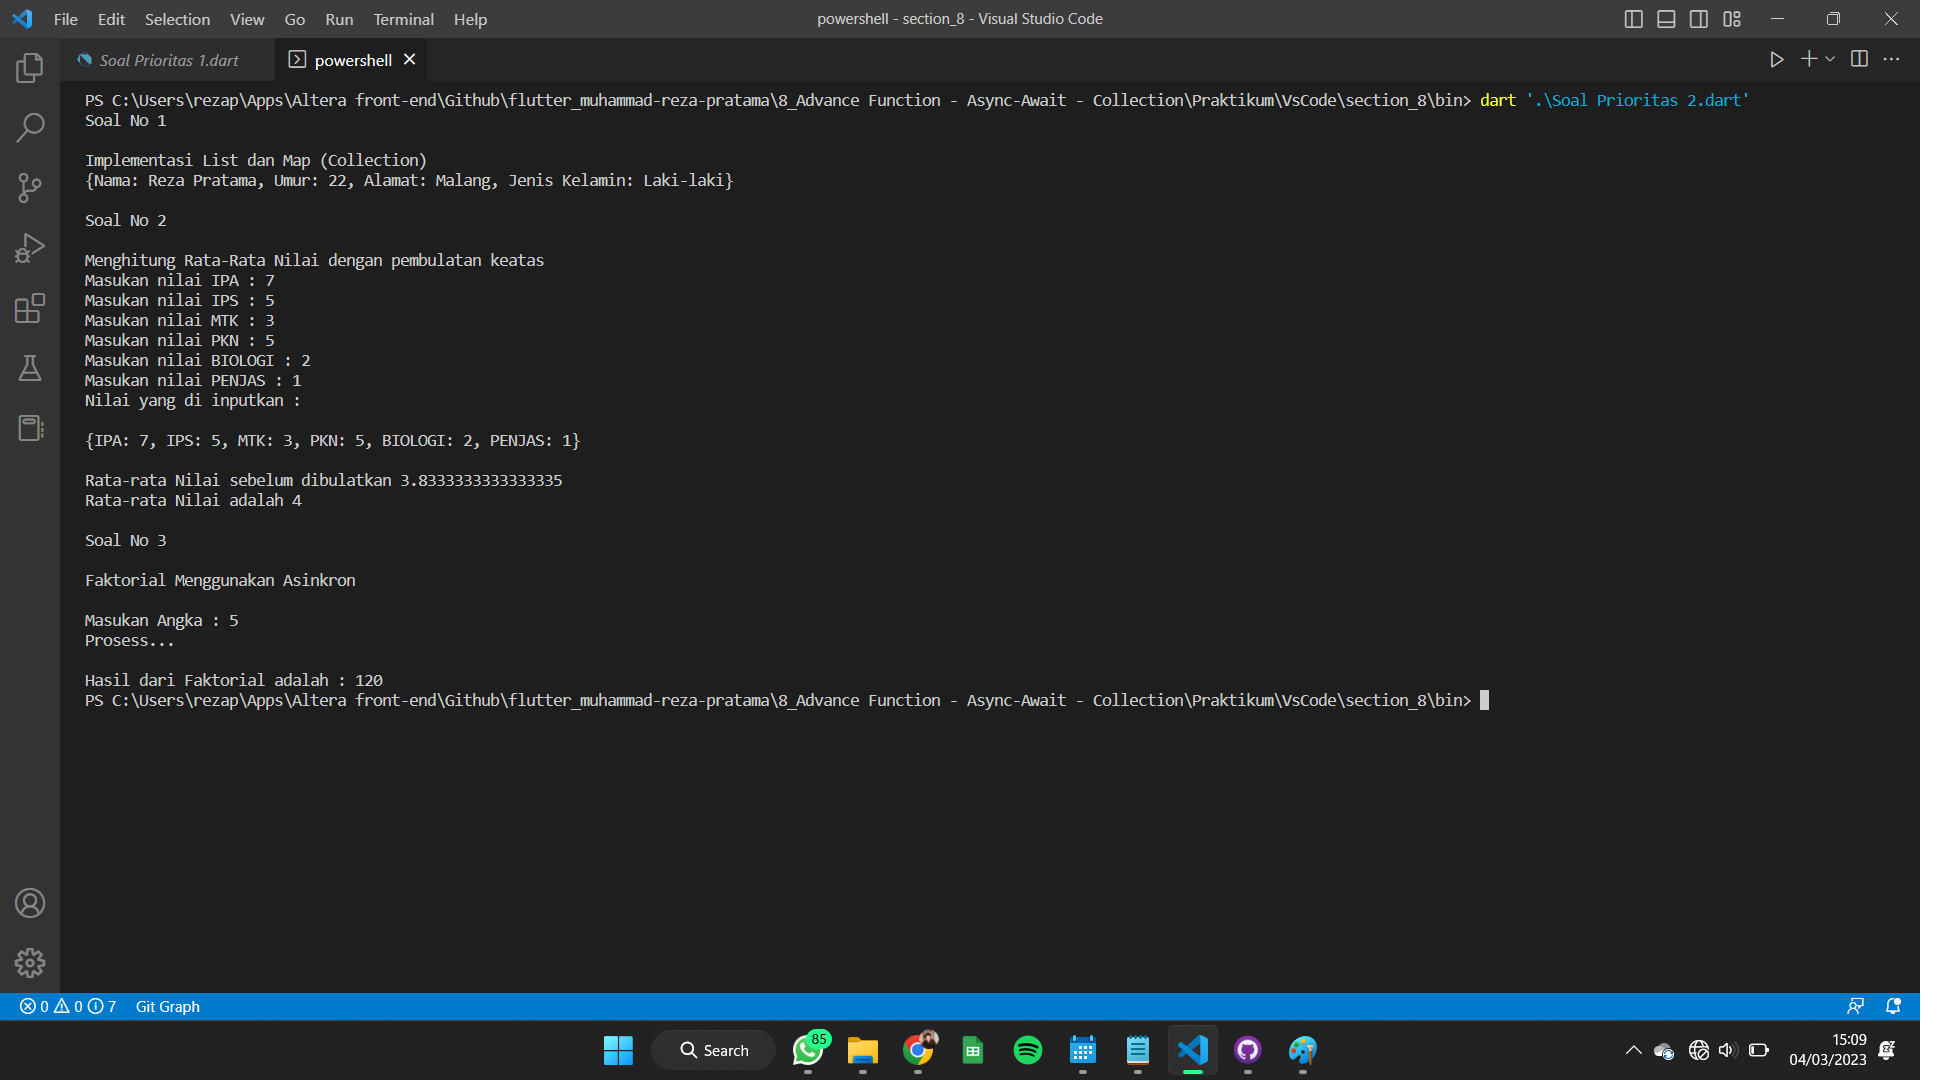 File Edit Selection View Go Run Terminal Help
powershell - section_8 - Visual Studio Code
Soal Prioritas 1.dart
powershell
PS C:\Users\rezap\Apps\Altera front-end\Github\flutter_muhammad-reza-pratama\8_Advance Function - Async-Await - Collection\Praktikum\VsCode\section_8\bin> dart '.\Soal Prioritas 2.dart'
Soal No 1
Implementasi List dan Map (Collection)
{Nama: Reza Pratama, Umur: 22, Alamat: Malang, Jenis Kelamin: Laki-laki}
Soal No 2
Menghitung Rata-Rata Nilai dengan pembulatan keatas
Masukan nilai IPA : 7
Masukan nilai IPS : 5
Masukan nilai MTK : 3
Masukan nilai PKN : 5
Masukan nilai BIOLOGI : 2
Masukan nilai PENJAS : 1
Nilai yang di inputkan :
{IPA: 7, IPS: 5, MTK: 3, PKN: 5, BIOLOGI: 2, PENJAS: 1}
Rata-rata Nilai sebelum dibulatkan 3.8333333333333335
Rata-rata Nilai adalah 4
Soal No 3
Faktorial Menggunakan Asinkron
Masukan Angka : 5
Prosess...
Hasil dari Faktorial adalah : 120
PS C:\Users\rezap\Apps\Altera front-end\Github\flutter_muhammad-reza-pratama\8_Advance Function - Async-Await - Collection\Praktikum\VsCode\section_8\bin>
0 0 7 Git Graph
Search
85
15:09
04/03/2023